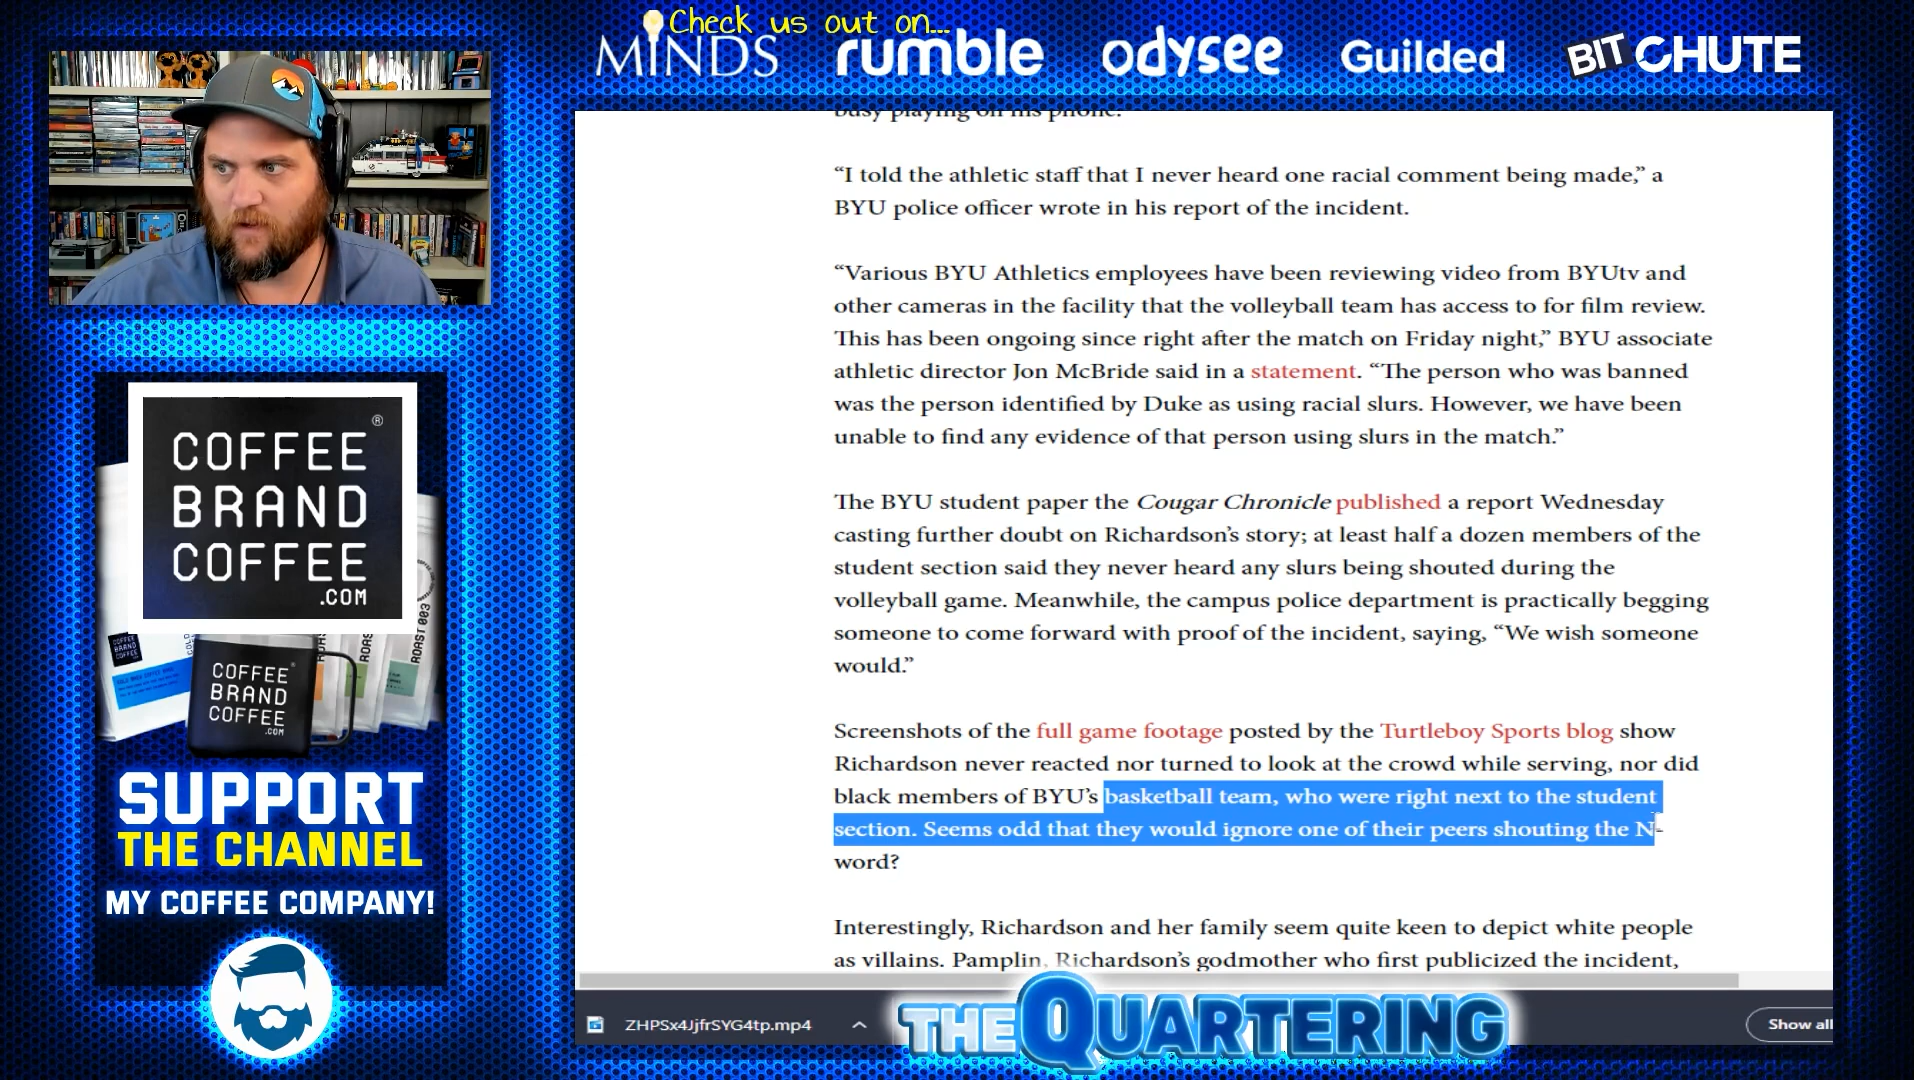 Check us out on...
MINDS rumble odysee Guilded BITCHUTE
busy playing on his phone.
“I told the athletic staff that I never heard one racial comment being made,” a
BYU police officer wrote in his report of the incident.
“Various BYU Athletics employees have been reviewing video from BYUtv and
other cameras in the facility that the volleyball team has access to for film review.
This has been ongoing since right after the match on Friday night,” BYU associate
athletic director Jon McBride said in a statement. “The person who was banned
was the person identified by Duke as using racial slurs. However, we have been
unable to find any evidence of that person using slurs in the match.”
The BYU student paper the Cougar Chronicle published a report Wednesday
casting further doubt on Richardson’s story; at least half a dozen members of the
student section said they never heard any slurs being shouted during the
volleyball game. Meanwhile, the campus police department is practically begging
someone to come forward with proof of the incident, saying, “We wish someone
would.”
Screenshots of the full game footage posted by the Turtleboy Sports blog show
Richardson never reacted nor turned to look at the crowd while serving, nor did
black members of BYU’s basketball team, who were right next to the student
section. Seems odd that they would ignore one of their peers shouting the N-
word?
Interestingly, Richardson and her family seem quite keen to depict white people
as villains. Pamplin, Richardson’s godmother who first publicized the incident,
ZHPSx4JjfrSYG4tp.mp4
Show all
THE QUARTERING
COFFEE ®
BRAND
COFFEE
.COM
COFFEE ®
BRAND
COFFEE
.COM
ROAST 003
SUPPORT
THE CHANNEL
MY COFFEE COMPANY!